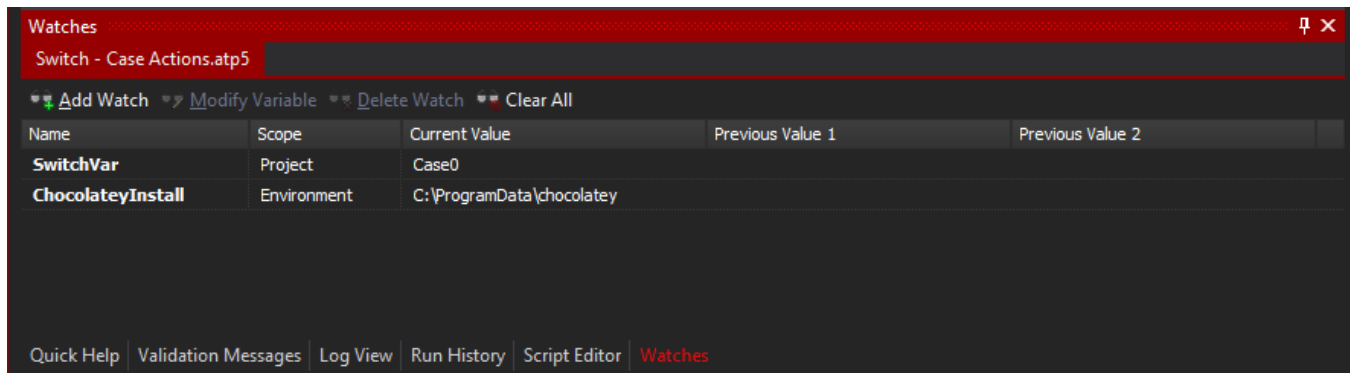 Watches
Switch - Case Actions.atp5
Add Watch Modify Variable Delete Watch Clear All
Name Scope Current Value Previous Value 1 Previous Value 2
SwitchVar Project Case0
ChocolateyInstall Environment C:\ProgramData\chocolatey
Quick Help Validation Messages Log View Run History Script Editor Watches